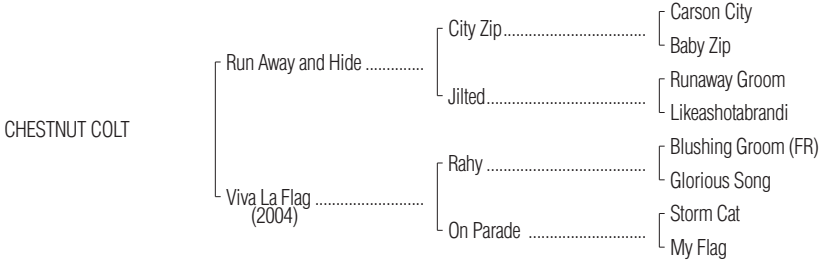 Carson City
City Zip..................................
Baby Zip
Run Away and Hide ..............
Runaway Groom
Jilted.....................................
Likeashotabrandi
CHESTNUT COLT
Blushing Groom (FR)
Rahy .....................................
Glorious Song
Viva La Flag .........................
(2004)
Storm Cat
On Parade ...........................
My Flag